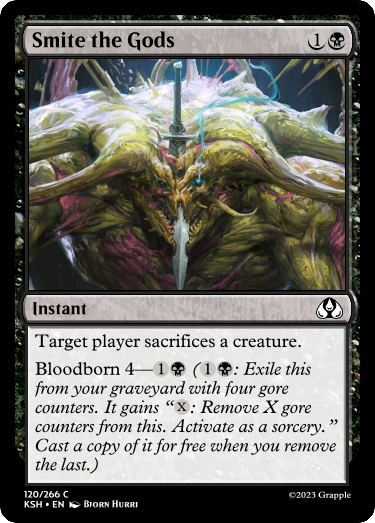 Smite the Gods 1
Instant
Target player sacrifices a creature.
Bloodborn 4—1 (1: Exile this
from your graveyard with four gore
counters. It gains “X: Remove X gore
counters from this. Activate as a sorcery.”
Cast a copy of it for free when you remove
the last.)
120/266 C
KSH • EN Bjorn Hurri
©2023 Grapple